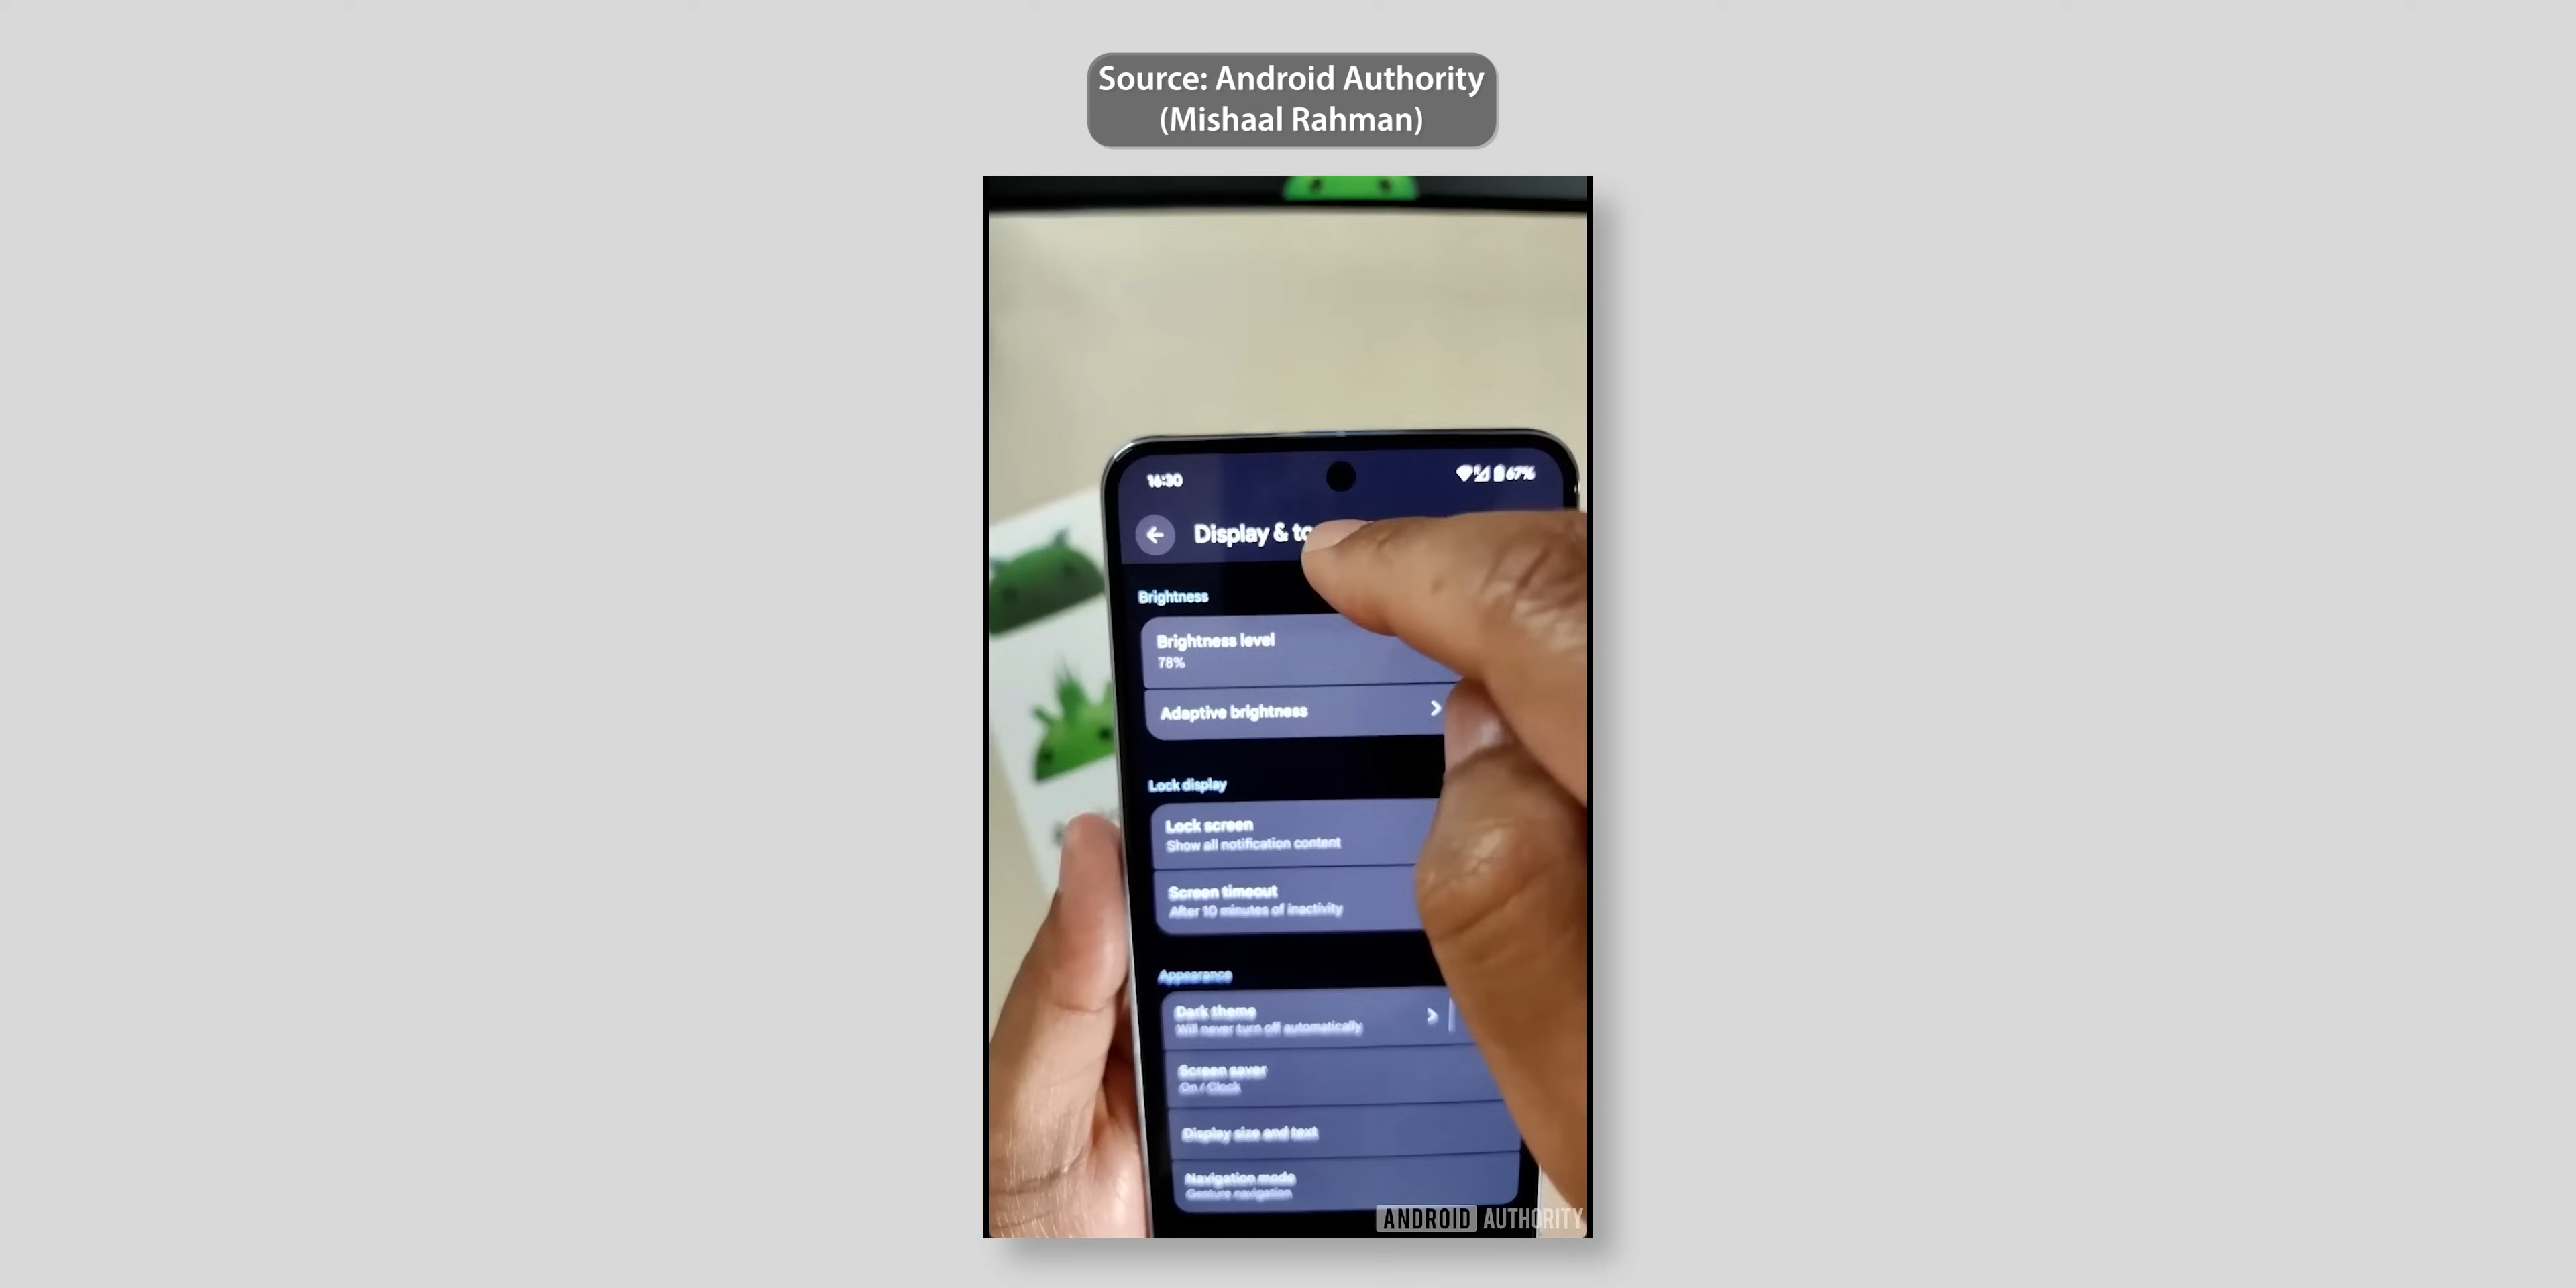 Source: Android Authority
(Mishaal Rahman)
16:30
67%
Display & to
Brightness
Brightness level
78%
Adaptive brightness
Lock display
Lock screen
Show all notification content
Screen timeout
After 10 minutes of inactivity
Appearance
Dark theme
Will never turn off automatically
Screen saver
On / Clock
Display size and text
Navigation mode
Gesture navigation
ANDROID AUTHORITY